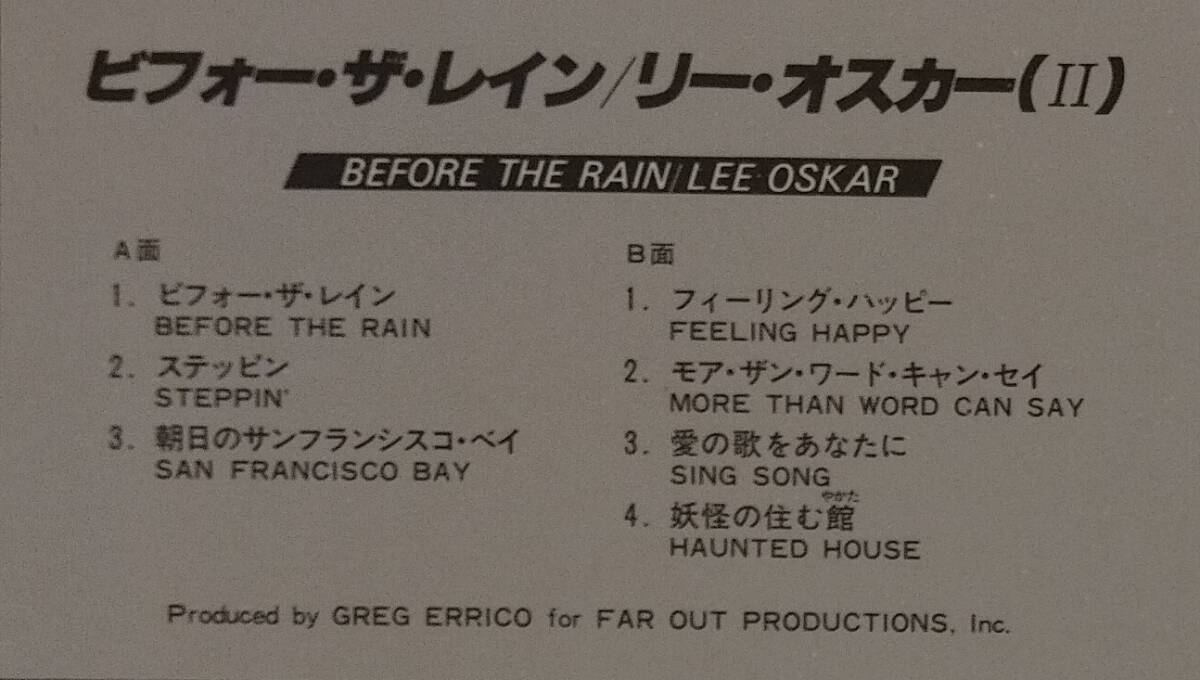 ビフォー・ザ・レイン/リー・オスカー(II)
BEFORE THE RAIN/LEE OSKAR
A面
1. ビフォー・ザ・レイン
BEFORE THE RAIN
2. ステッピン
STEPPIN'
3. 朝日のサンフランシスコ・ベイ
SAN FRANCISCO BAY
B面
1. フィーリング・ハッピー
FEELING HAPPY
2. モア・ザン・ワード・キャン・セイ
MORE THAN WORD CAN SAY
3. 愛の歌をあなたに
SING SONG
やかた
4. 妖怪の住む館
HAUNTED HOUSE
Produced by GREG ERRICO for FAR OUT PRODUCTIONS, Inc.